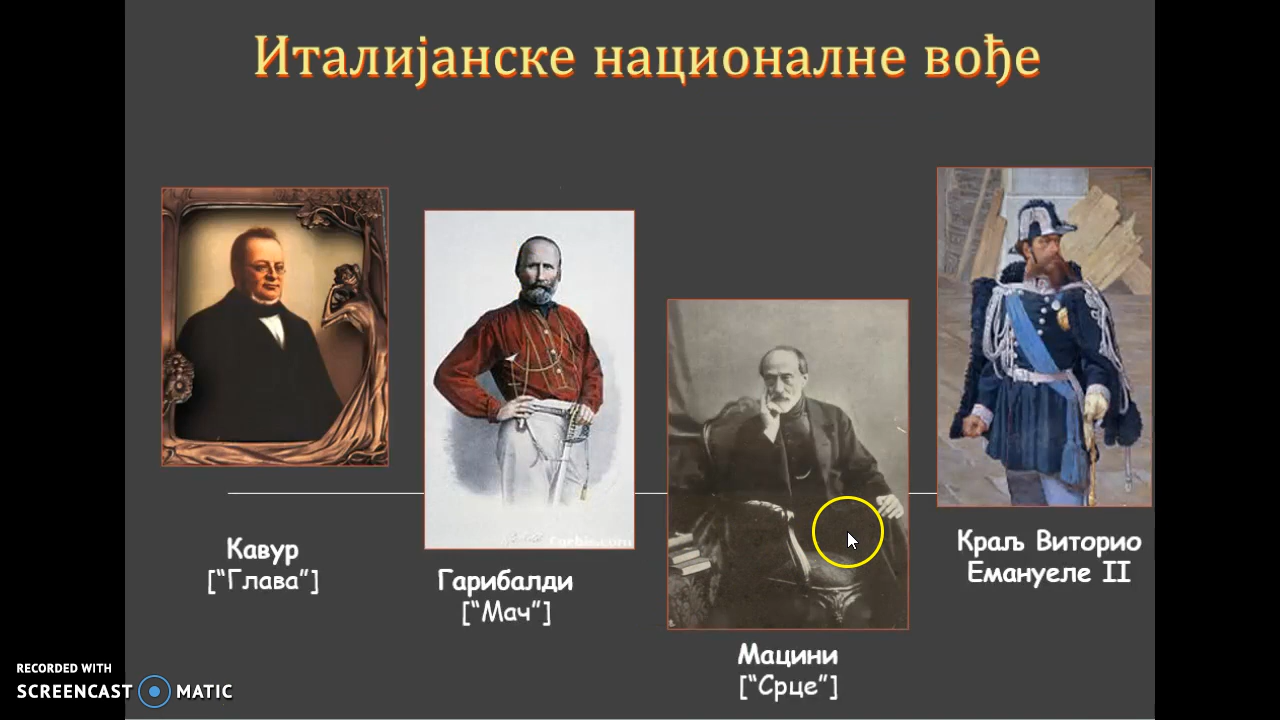 Италијанске националне вође
Кавур
[“Глава”]
Гарибалди
[“Мач”]
Мацини
[“Срце”]
Краљ Виторио
Емануеле II
RECORDED WITH
SCREENCAST MATIC